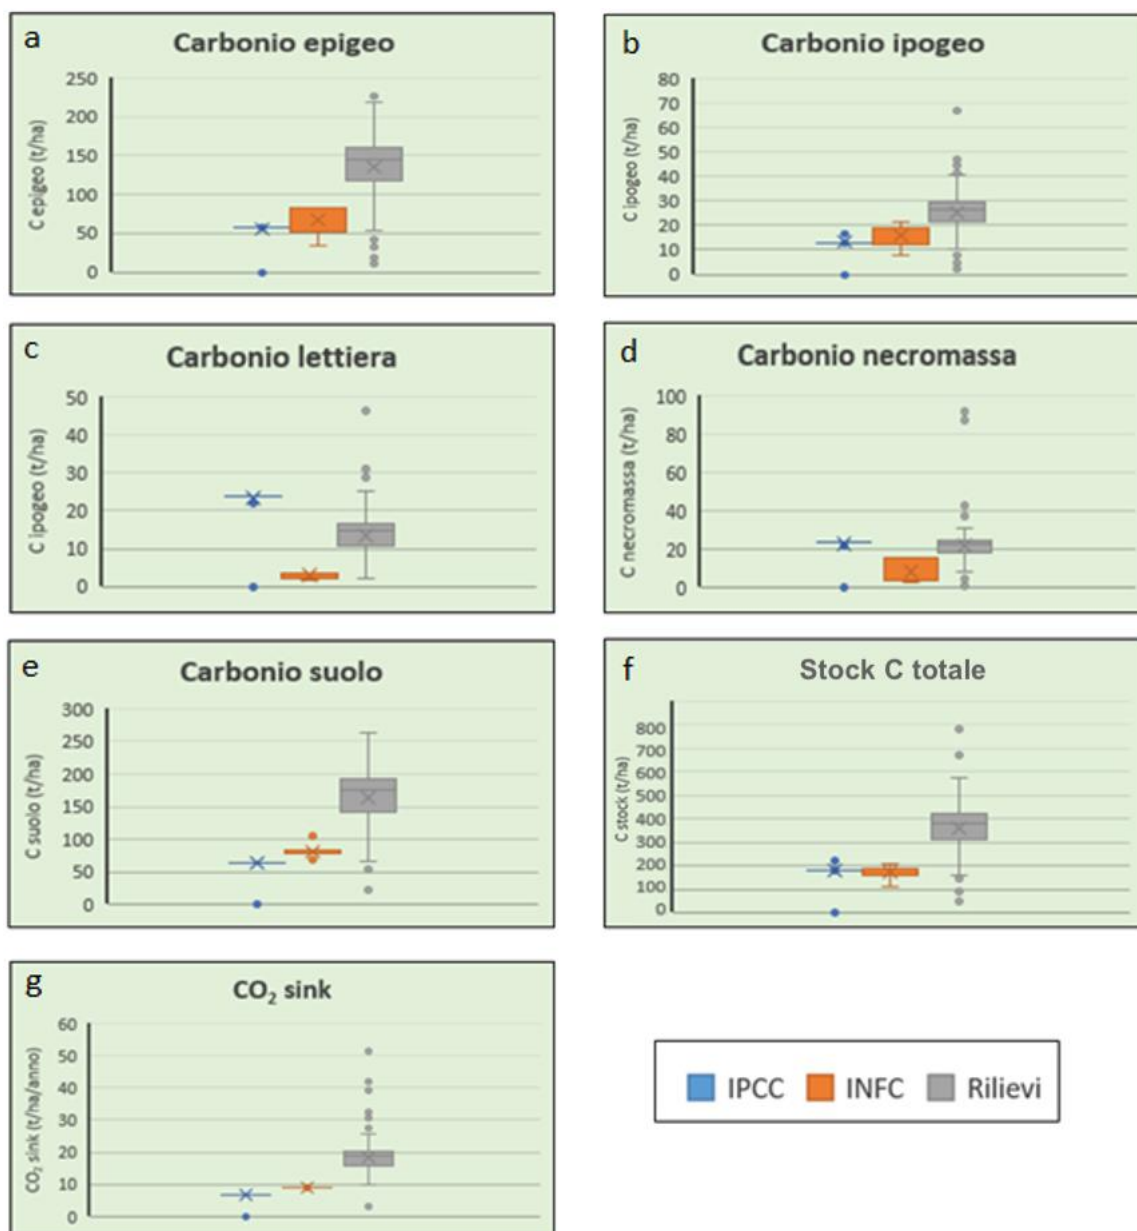 a
Carbonio epigeo
C epigeo (t/ha)
250
200
150
100
50
0
b
Carbonio ipogeo
C ipogeo (t/ha)
80
70
60
50
40
30
20
10
0
c
Carbonio lettiera
C ipogeo (t/ha)
50
40
30
20
10
0
d
Carbonio necromassa
C necromassa (t/ha)
100
80
60
40
20
0
e
Carbonio suolo
C suolo (t/ha)
300
250
200
150
100
50
0
f
Stock C totale
C stock (t/ha)
800
700
600
500
400
300
200
100
0
g
CO₂ sink
CO₂ sink (t/ha/anno)
60
50
40
30
20
10
0
IPCC INFC Rilievi